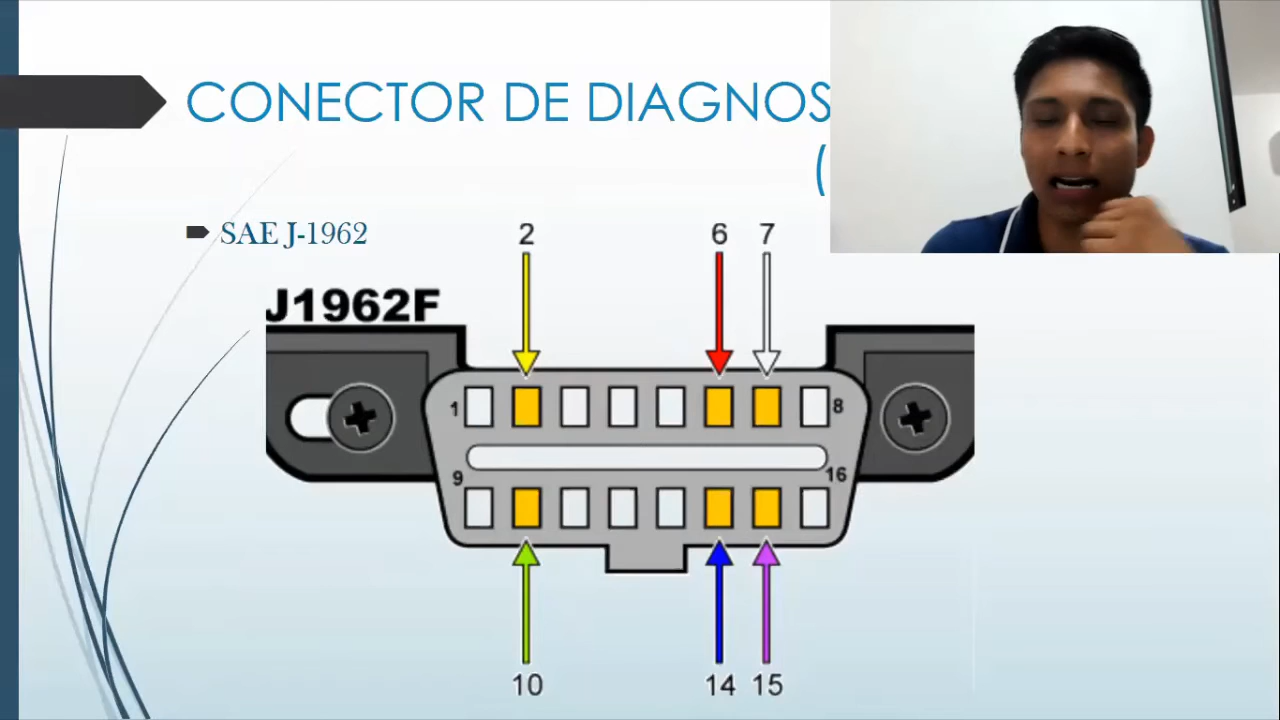 CONECTOR DE DIAGNOS
(
SAE J-1962
2 6 7
J1962F
1 8
9 16
10 14 15